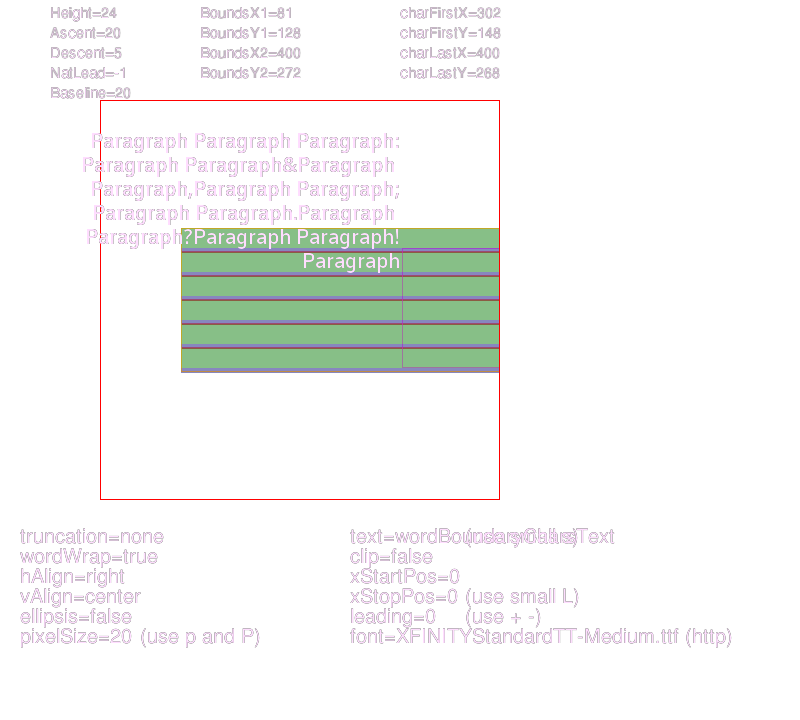 Height=24 BoundsX1=81 charFirstX=302
Ascent=20 BoundsY1=128 charFirstY=148
Descent=5 BoundsX2=400 charLastX=400
NatLead=-1 BoundsY2=272 charLastY=268
Baseline=20
Paragraph Paragraph Paragraph:
Paragraph Paragraph&Paragraph
Paragraph,Paragraph Paragraph;
Paragraph Paragraph.Paragraph
Paragraph?Paragraph Paragraph!
Paragraph
truncation=none text=wordBoundaryCharsText
wordWrap=true clip=false
hAlign=right xStartPos=0
vAlign=center xStopPos=0 (use small L)
ellipsis=false leading=0 (use + -)
pixelSize=20 (use p and P) font=XFINITYStandardTT-Medium.ttf (http)